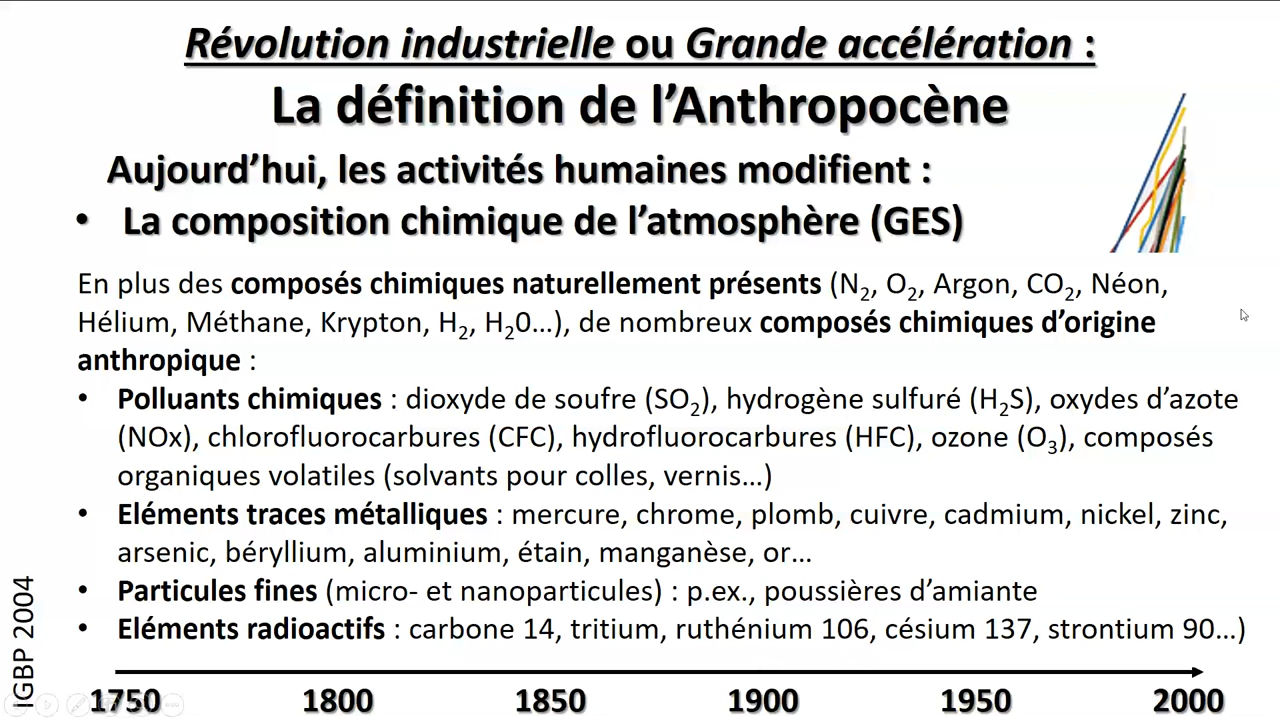 Révolution industrielle ou Grande accélération :
La définition de l’Anthropocène
Aujourd’hui, les activités humaines modifient :
• La composition chimique de l’atmosphère (GES)
En plus des composés chimiques naturellement présents (N₂, O₂, Argon, CO₂, Néon,
Hélium, Méthane, Krypton, H₂, H₂0…), de nombreux composés chimiques d’origine
anthropique :
• Polluants chimiques : dioxyde de soufre (SO₂), hydrogène sulfuré (H₂S), oxydes d’azote
(NOx), chlorofluorocarbures (CFC), hydrofluorocarbures (HFC), ozone (O₃), composés
organiques volatiles (solvants pour colles, vernis…)
• Eléments traces métalliques : mercure, chrome, plomb, cuivre, cadmium, nickel, zinc,
arsenic, béryllium, aluminium, étain, manganèse, or…
• Particules fines (micro- et nanoparticules) : p.ex., poussières d’amiante
• Eléments radioactifs : carbone 14, tritium, ruthénium 106, césium 137, strontium 90…)
IGBP 2004
1750 1800 1850 1900 1950 2000